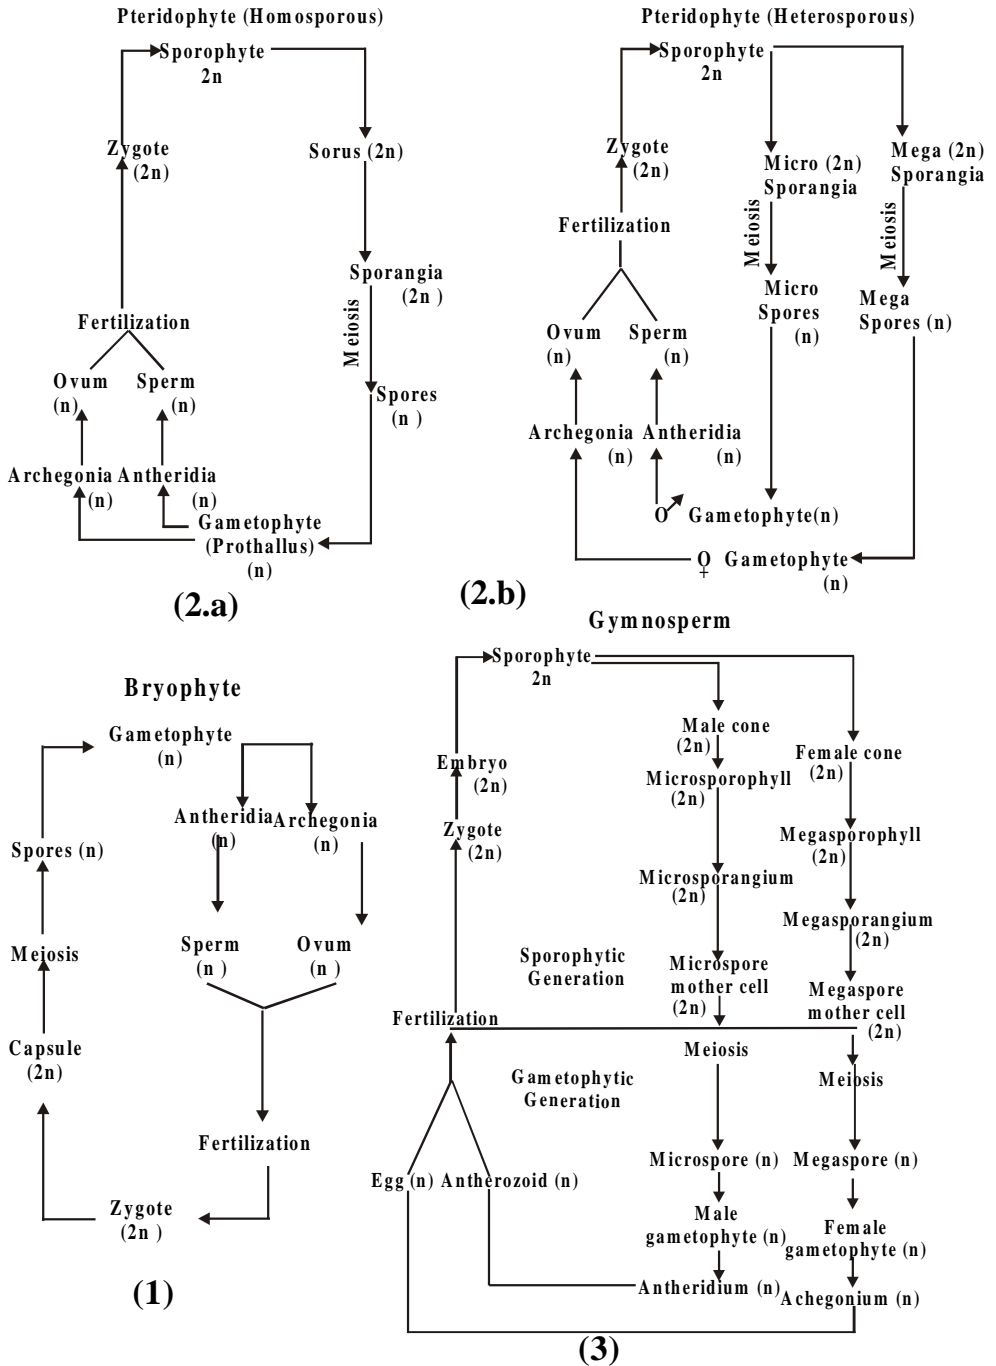 Pteridophyte (Homosporous)
Sporophyte
2n
Zygote
(2n)
Sorus (2n)
Sporangia
(2n )
Meiosis
Fertilization
Ovum
(n)
Sperm
(n)
Spores
(n )
Archegonia
(n)
Antheridia
(n)
Gametophyte
(Prothallus)
(n)
(2.a)
Pteridophyte (Heterosporous)
Sporophyte
2n
Zygote
(2n)
Micro (2n)
Sporangia
Mega (2n)
Sporangia
Fertilization
Meiosis
Meiosis
Micro
Spores
(n)
Mega
Spores (n)
Ovum
(n)
Sperm
(n)
Archegonia
(n)
Antheridia
(n)
Gametophyte(n)
♀ Gametophyte
(n)
(2.b)
Bryophyte
Gametophyte
(n)
Antheridia
(n)
Archegonia
(n)
Spores (n)
Sperm
(n )
Ovum
(n )
Meiosis
Capsule
(2n)
Fertilization
Zygote
(2n )
(1)
Gymnosperm
Sporophyte
2n
Male cone
(2n)
Female cone
(2n)
Embryo
(2n)
Microsporophyll
(2n)
Zygote
(2n)
Megasporophyll
(2n)
Microsporangium
(2n)
Megasporangium
(2n)
Sporophytic
Generation
Microspore
mother cell
(2n)
Megaspore
mother cell
(2n)
Fertilization
Meiosis
Meiosis
Gametophytic
Generation
Egg (n)
Antherozoid (n)
Microspore (n)
Megaspore (n)
Male
gametophyte (n)
Female
gametophyte (n)
Antheridium (n)
Achegonium (n)
(3)